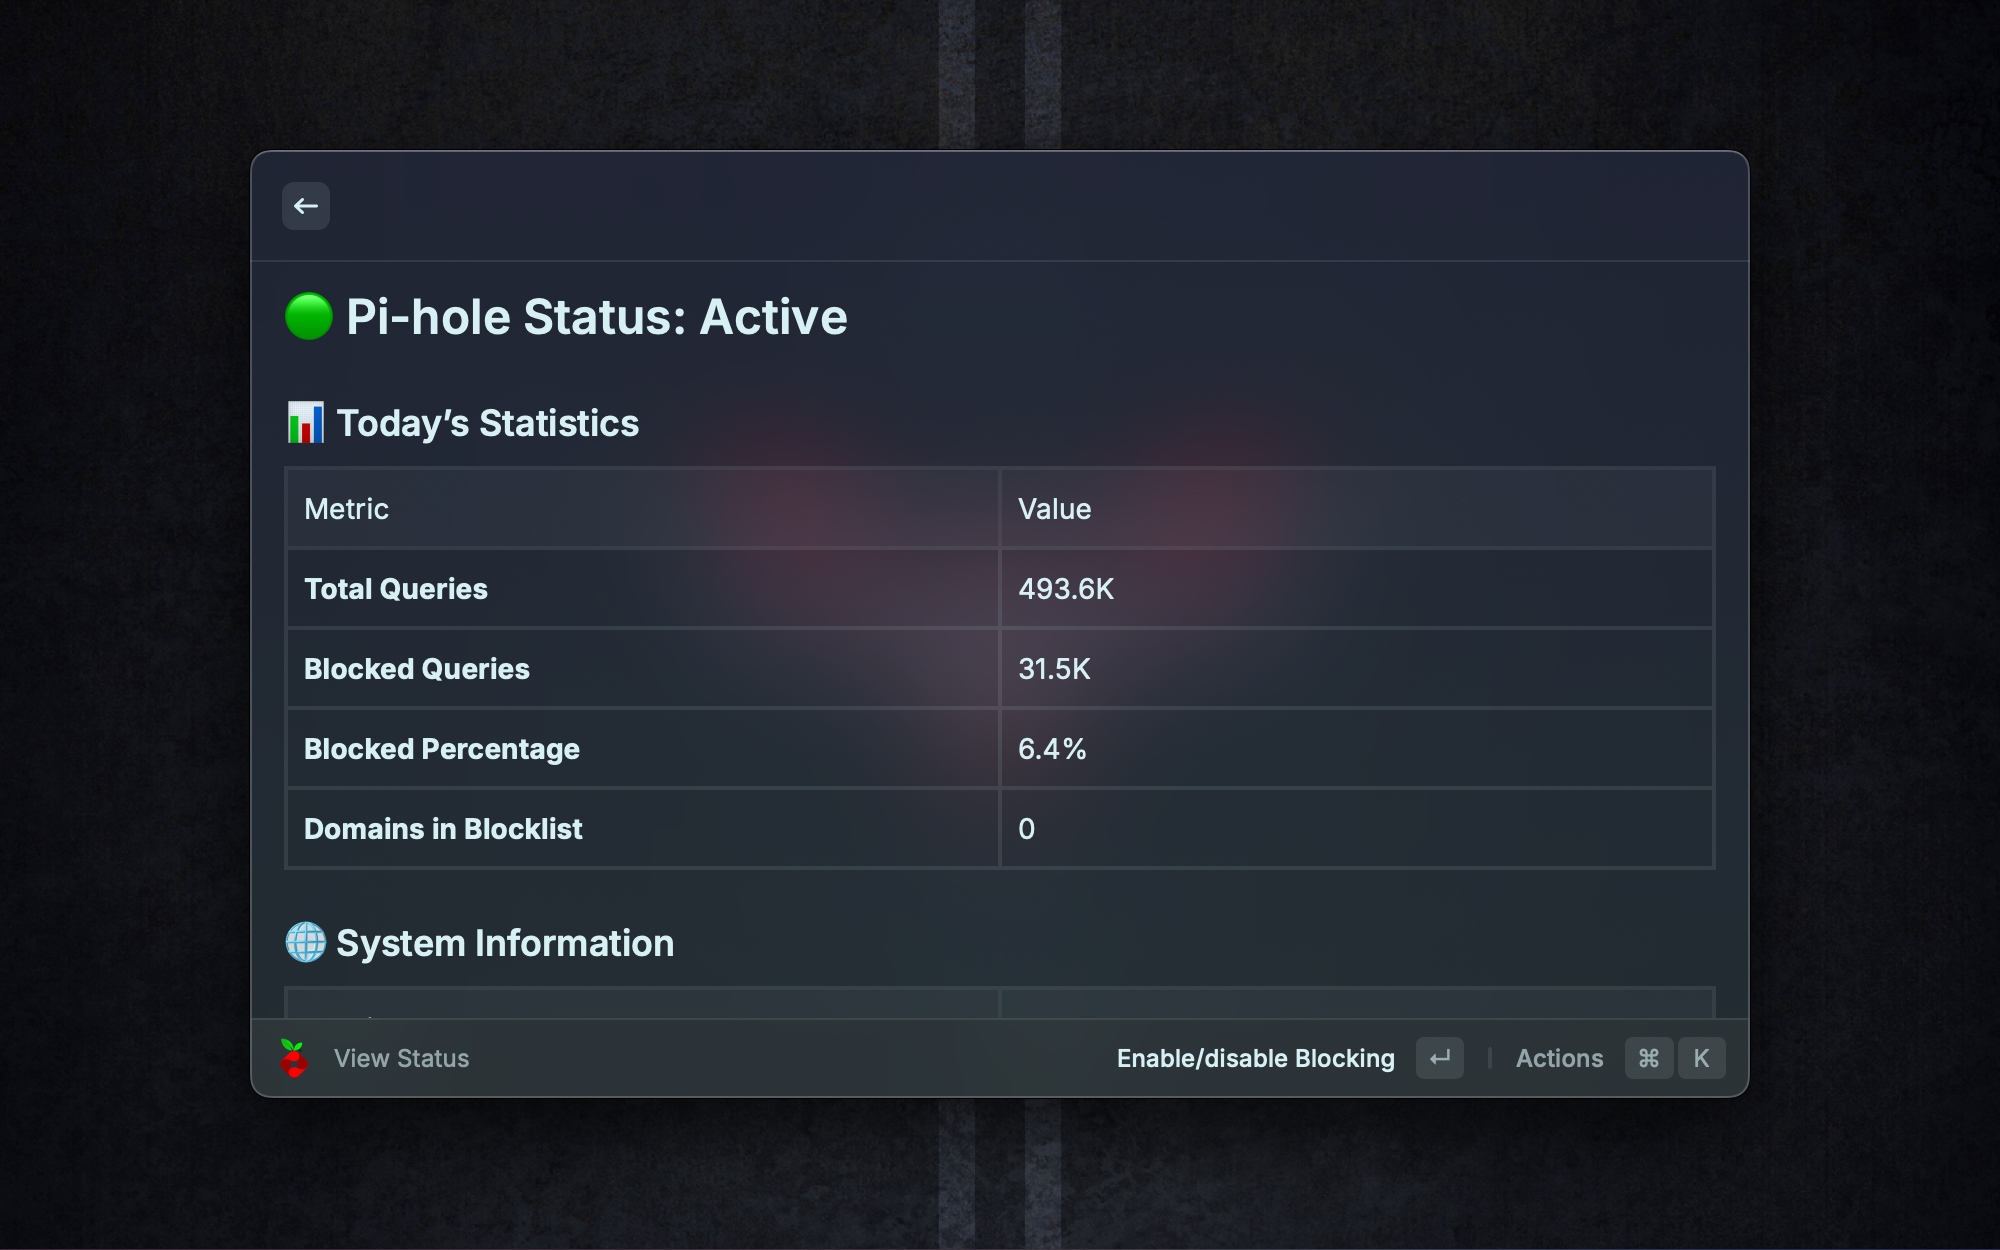 Pi-hole Status: Active
Today’s Statistics
Metric Value
Total Queries 493.6K
Blocked Queries 31.5K
Blocked Percentage 6.4%
Domains in Blocklist 0
System Information
View Status Enable/disable Blocking Actions ⌘ K